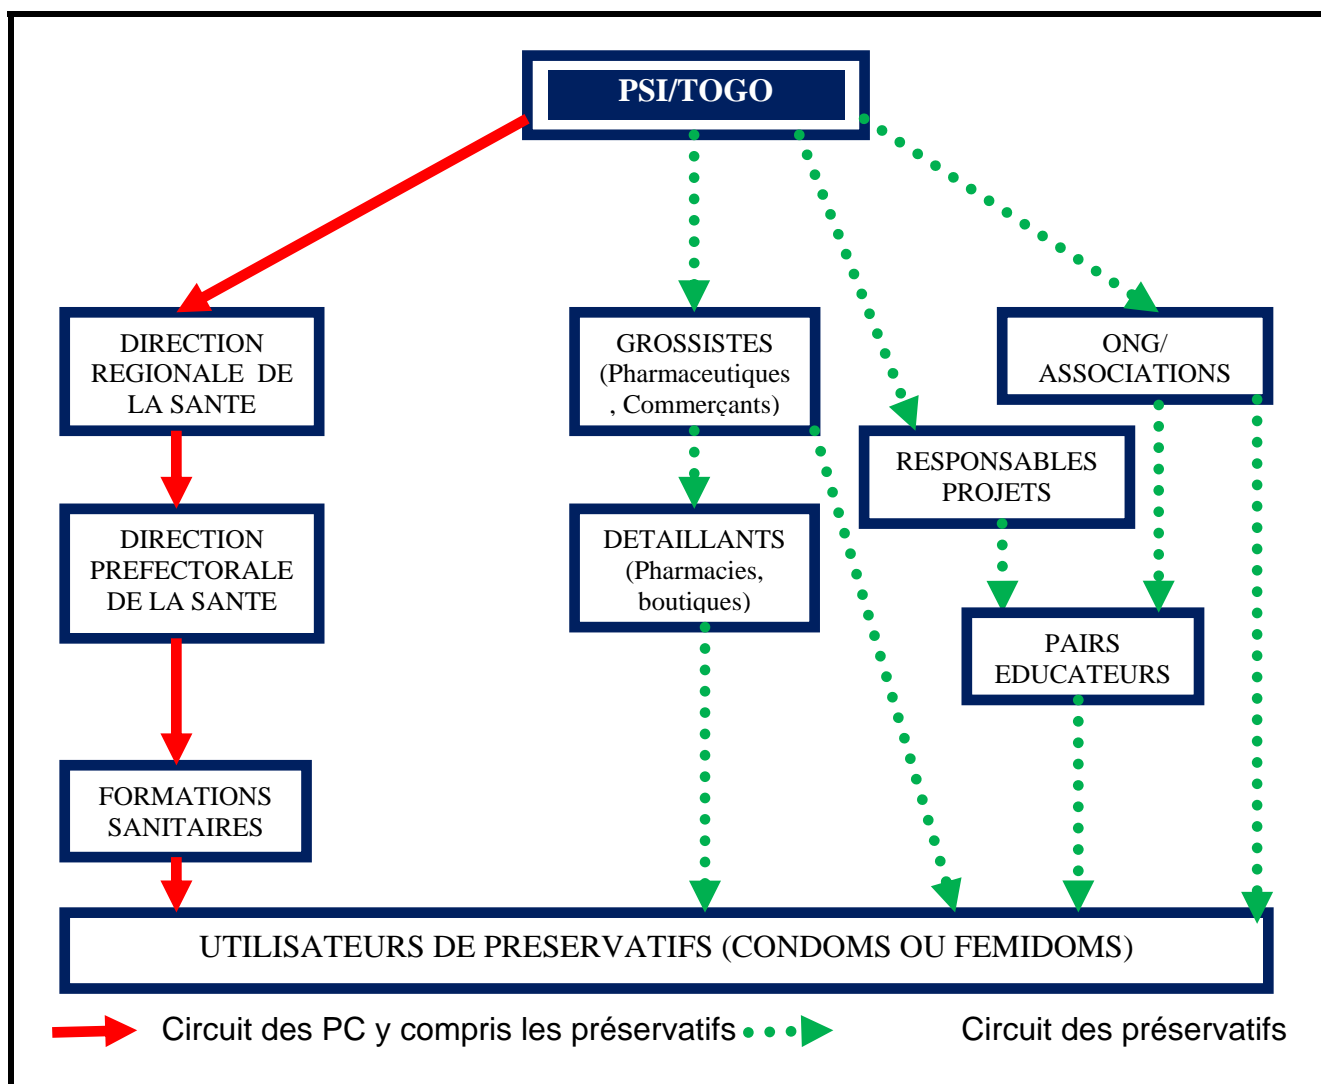 PSI/TOGO
DIRECTION
REGIONALE DE
LA SANTE
GROSSISTES
(Pharmaceutiques
, Commerçants)
ONG/
ASSOCIATIONS
RESPONSABLES
PROJETS
DIRECTION
PREFECTORALE
DE LA SANTE
DETAILLANTS
(Pharmacies,
boutiques)
PAIRS
EDUCATEURS
FORMATIONS
SANITAIRES
UTILISATEURS DE PRESERVATIFS (CONDOMS OU FEMIDOMS)
Circuit des PC y compris les préservatifs
Circuit des préservatifs